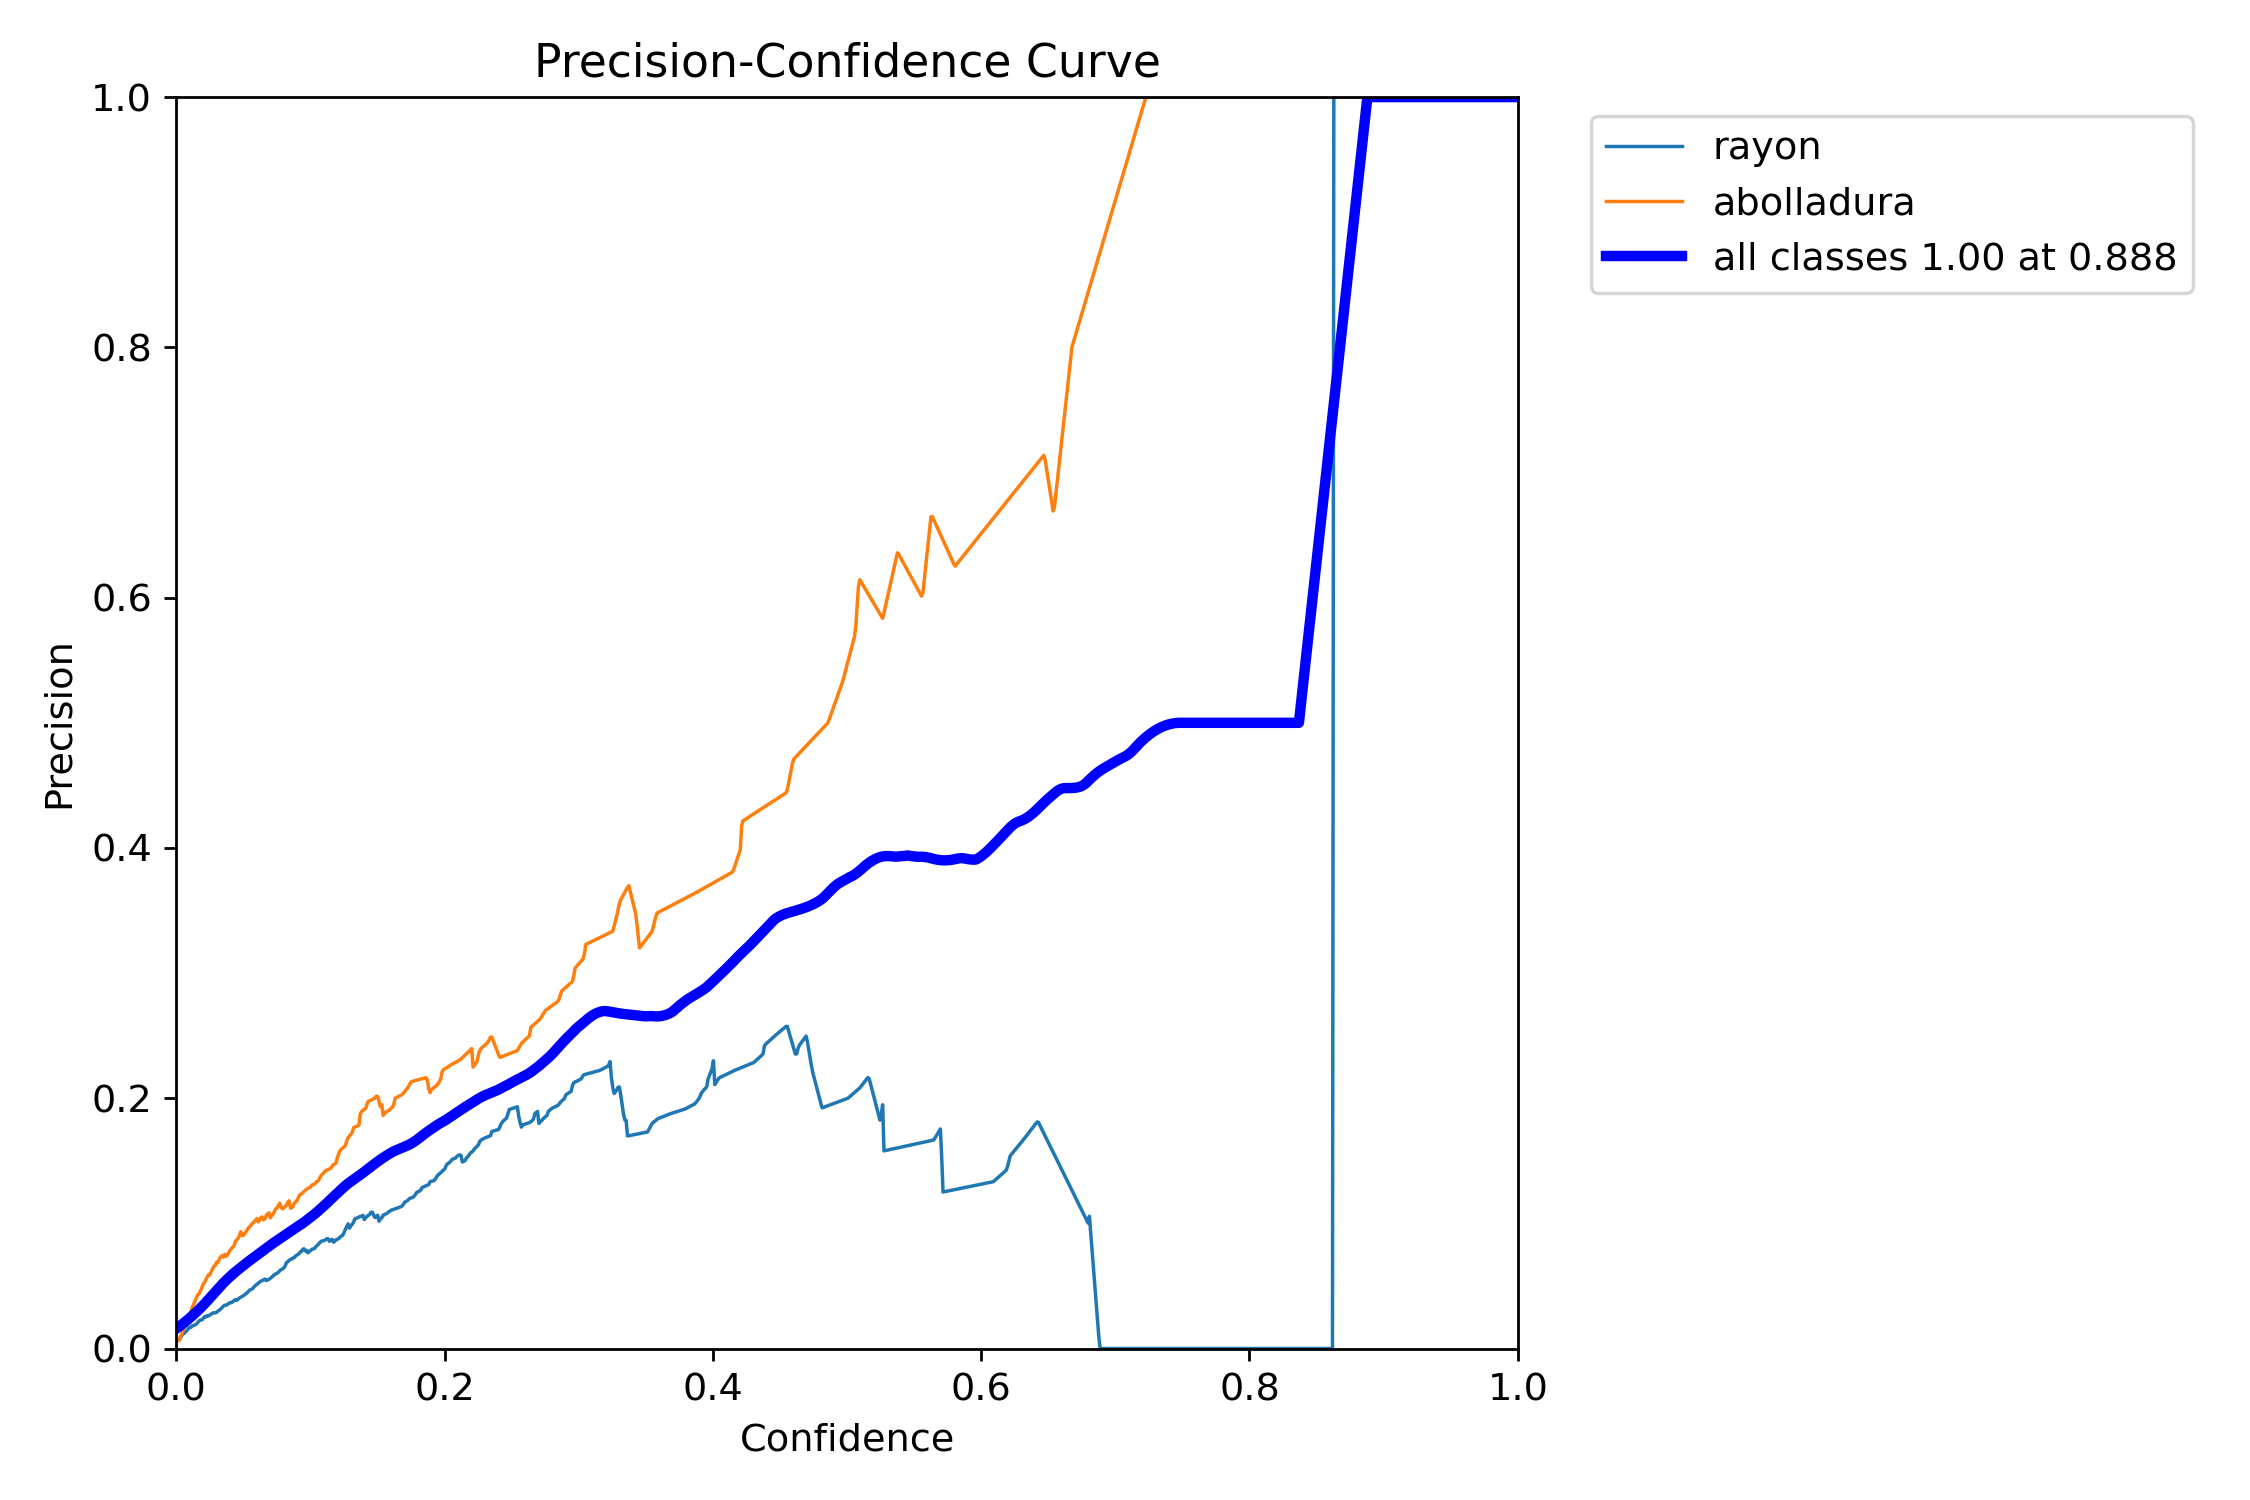 Precision-Confidence Curve
1.0
0.8
0.6
0.4
0.2
0.0
Precision
0.0 0.2 0.4 0.6 0.8 1.0
Confidence
rayon
abolladura
all classes 1.00 at 0.888